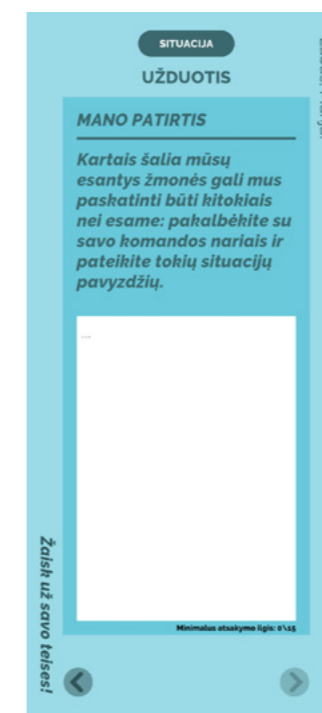 SITUACIJA
UŽDUOTIS
MANO PATIRTIS
Kartais šalia mūsų
esantys žmonės gali mus
paskatinti būti kitokiais
nei esame: pakalbėkite su
savo komandos nariais ir
pateikite tokių situacijų
pavyzdžių.
...
Minimalus atsakymo ilgis: 0\15
Žaisk už savo teises!